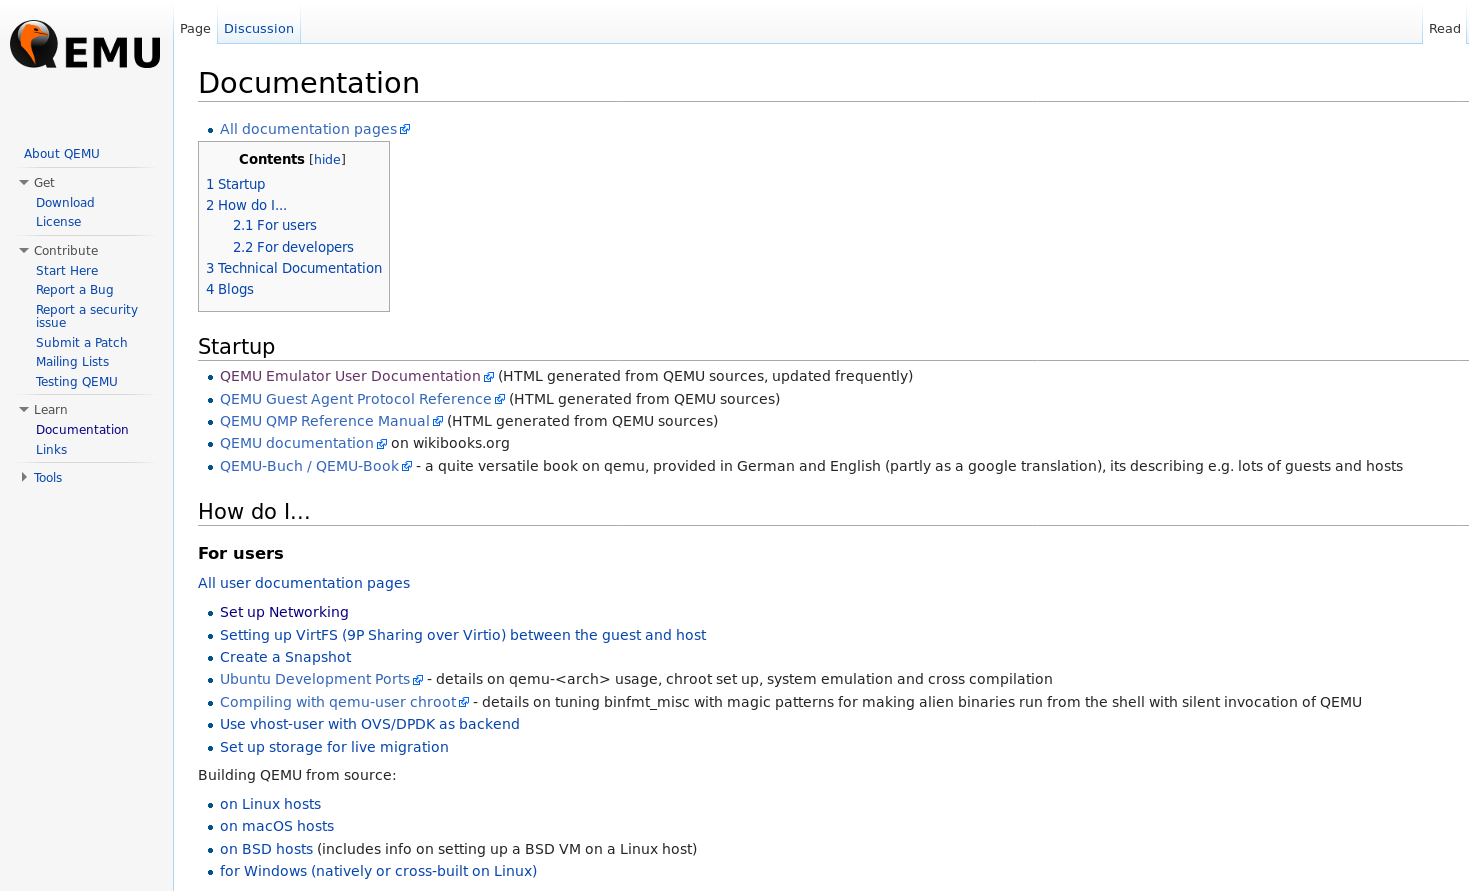 QEMU
Page
Discussion
Read
About QEMU
Get
Download
License
Contribute
Start Here
Report a Bug
Report a security
issue
Submit a Patch
Mailing Lists
Testing QEMU
Learn
Documentation
Links
Tools
Documentation
All documentation pages
Contents [hide]
1 Startup
2 How do I...
2.1 For users
2.2 For developers
3 Technical Documentation
4 Blogs
Startup
QEMU Emulator User Documentation (HTML generated from QEMU sources, updated frequently)
QEMU Guest Agent Protocol Reference (HTML generated from QEMU sources)
QEMU QMP Reference Manual (HTML generated from QEMU sources)
QEMU documentation on wikibooks.org
QEMU-Buch / QEMU-Book - a quite versatile book on qemu, provided in German and English (partly as a google translation), its describing e.g. lots of guests and hosts
How do I...
For users
All user documentation pages
Set up Networking
Setting up VirtFS (9P Sharing over Virtio) between the guest and host
Create a Snapshot
Ubuntu Development Ports - details on qemu-<arch> usage, chroot set up, system emulation and cross compilation
Compiling with qemu-user chroot - details on tuning binfmt_misc with magic patterns for making alien binaries run from the shell with silent invocation of QEMU
Use vhost-user with OVS/DPDK as backend
Set up storage for live migration
Building QEMU from source:
on Linux hosts
on macOS hosts
on BSD hosts (includes info on setting up a BSD VM on a Linux host)
for Windows (natively or cross-built on Linux)